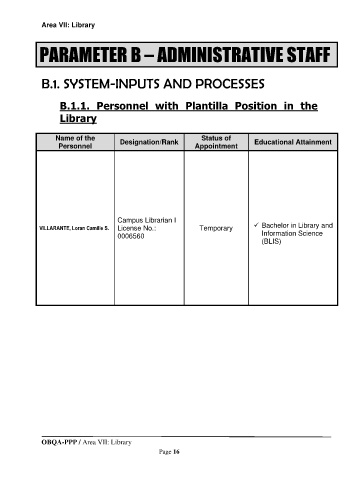 Area VII: Library
PARAMETER B – ADMINISTRATIVE STAFF
B.1. SYSTEM-INPUTS AND PROCESSES
B.1.1. Personnel with Plantilla Position in the
Library
Name of the
Personnel
Designation/Rank
Status of
Appointment
Educational Attainment
VILLARANTE, Loran Camille S.
Campus Librarian I
License No.:
0006560
Temporary
✓ Bachelor in Library and
Information Science
(BLIS)
OBQA-PPP / Area VII: Library
Page 16